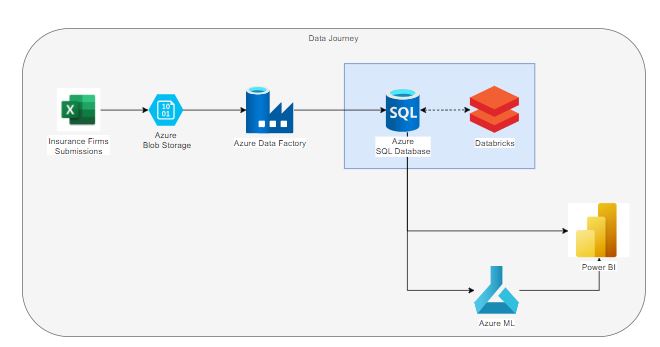 Data Journey
X
10
01
SQL
Insurance Firms
Submissions
Azure
Blob Storage
Azure Data Factory
Azure
SQL Database
Databricks
Power BI
Azure ML